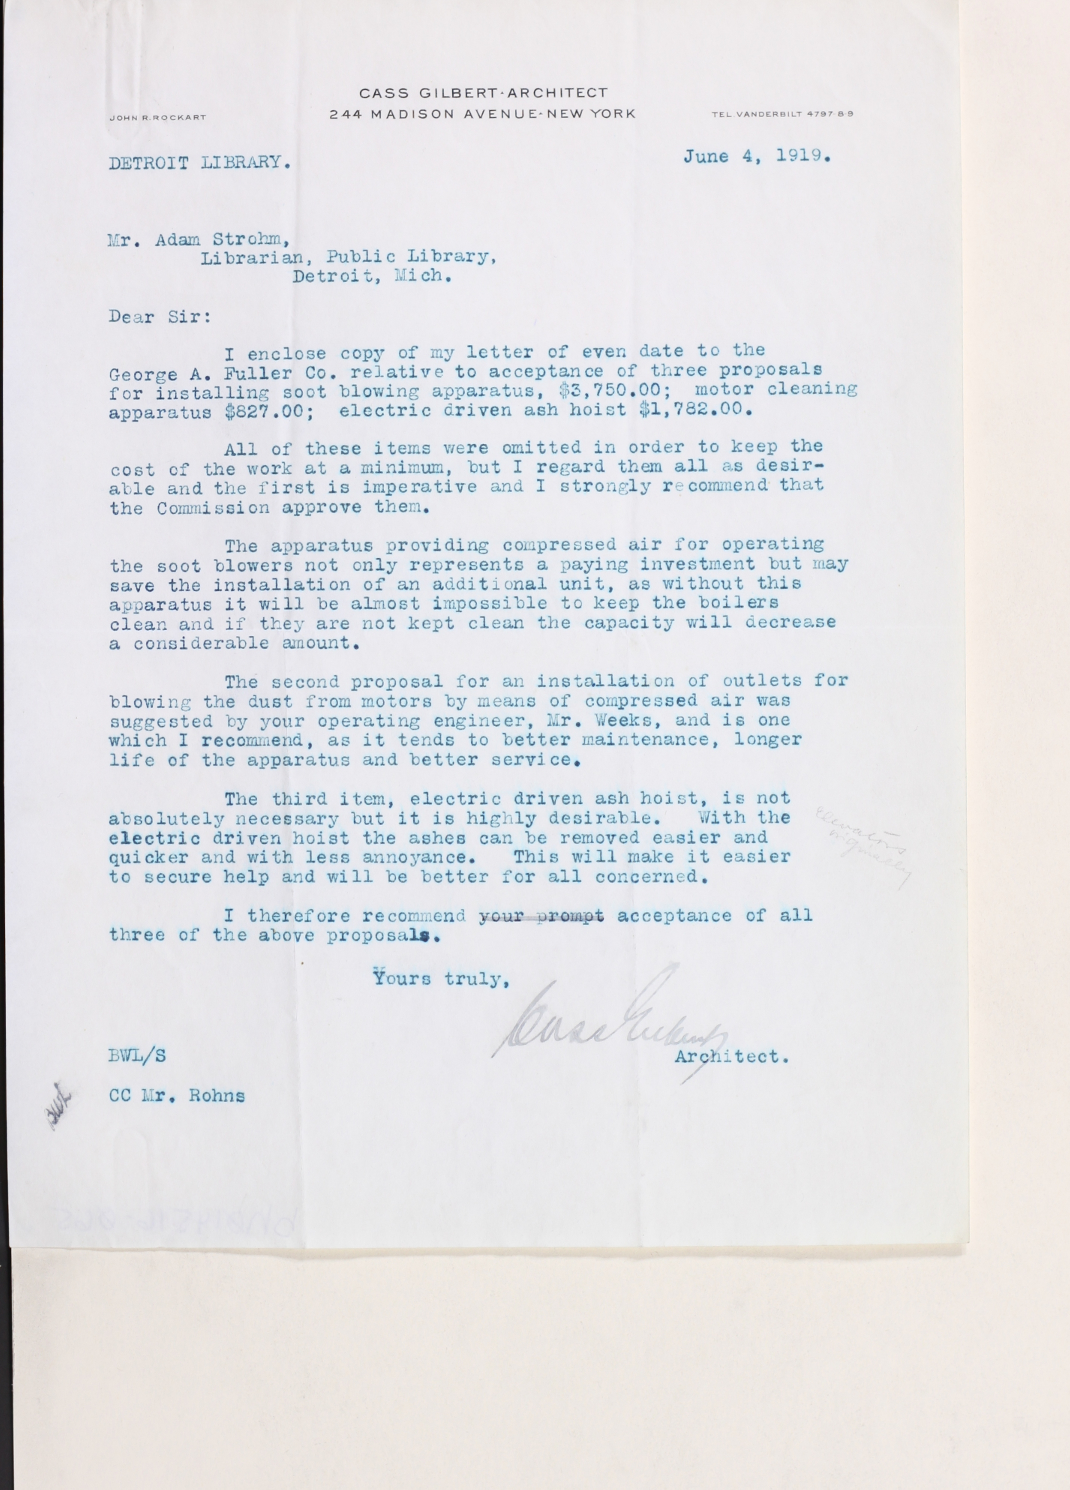 CASS GILBERT·ARCHITECT
244 MADISON AVENUE·NEW YORK
JOHN R. ROCKART
TEL. VANDERBILT 4797-8-9
DETROIT LIBRARY.
June 4, 1919.
Mr. Adam Strohm,
Librarian, Public Library,
Detroit, Mich.
Dear Sir:
I enclose copy of my letter of even date to the
George A. Fuller Co. relative to acceptance of three proposals
for installing soot blowing apparatus, $3,750.00; motor cleaning
apparatus $827.00; electric driven ash hoist $1,782.00.
All of these items were omitted in order to keep the
cost of the work at a minimum, but I regard them all as desir-
able and the first is imperative and I strongly recommend that
the Commission approve them.
The apparatus providing compressed air for operating
the soot blowers not only represents a paying investment but may
save the installation of an additional unit, as without this
apparatus it will be almost impossible to keep the boilers
clean and if they are not kept clean the capacity will decrease
a considerable amount.
The second proposal for an installation of outlets for
blowing the dust from motors by means of compressed air was
suggested by your operating engineer, Mr. Weeks, and is one
which I recommend, as it tends to better maintenance, longer
life of the apparatus and better service.
The third item, electric driven ash hoist, is not
absolutely necessary but it is highly desirable. With the
electric driven hoist the ashes can be removed easier and
quicker and with less annoyance. This will make it easier
to secure help and will be better for all concerned.
I therefore recommend your prompt acceptance of all
three of the above proposals.
Yours truly,
Cass Gilbert
Architect.
BWL/S
CC Mr. Rohns